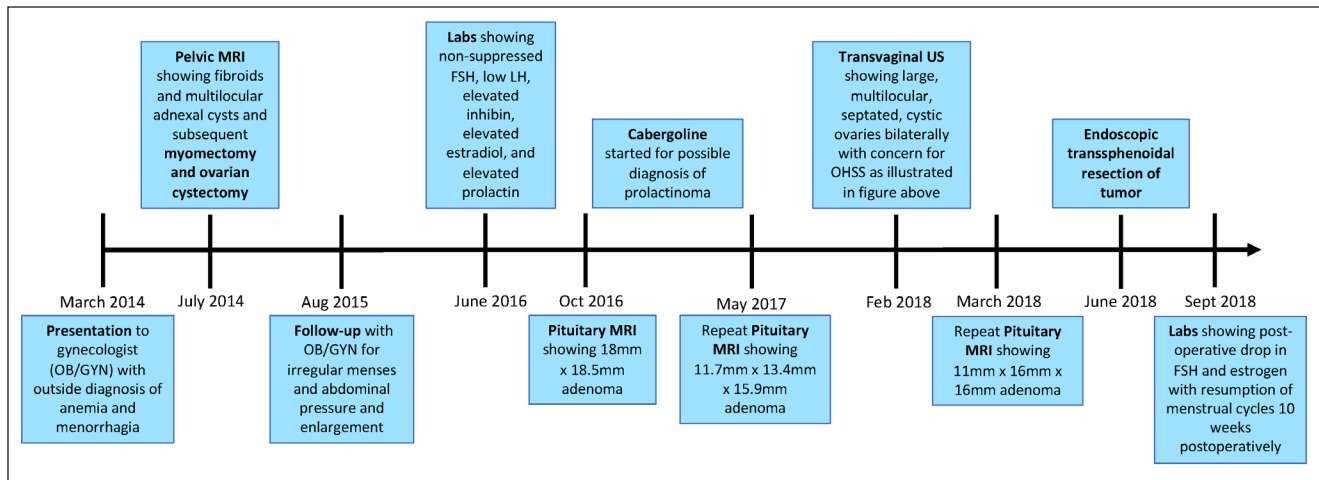 Pelvic MRI
showing fibroids
and multilocular
adnexal cysts and
subsequent
myomectomy
and ovarian
cystectomy
Labs showing
non-suppressed
FSH, low LH,
elevated
inhibin,
elevated
estradiol, and
elevated
prolactin
Cabergoline
started for possible
diagnosis of
prolactinoma
Transvaginal US
showing large,
multilocular,
septated, cystic
ovaries bilaterally
with concern for
OHSS as illustrated
in figure above
Endoscopic
transsphenoidal
resection of
tumor
March 2014
July 2014
Aug 2015
June 2016
Oct 2016
May 2017
Feb 2018
March 2018
June 2018
Sept 2018
Presentation to
gynecologist
(OB/GYN) with
outside diagnosis of
anemia and
menorrhagia
Follow-up with
OB/GYN for
irregular menses
and abdominal
pressure and
enlargement
Pituitary MRI
showing 18mm
x 18.5mm
adenoma
Repeat Pituitary
MRI showing
11.7mm x 13.4mm
x 15.9mm
adenoma
Repeat Pituitary
MRI showing
11mm x 16mm x
16mm adenoma
Labs showing post-
operative drop in
FSH and estrogen
with resumption of
menstrual cycles 10
weeks
postoperatively